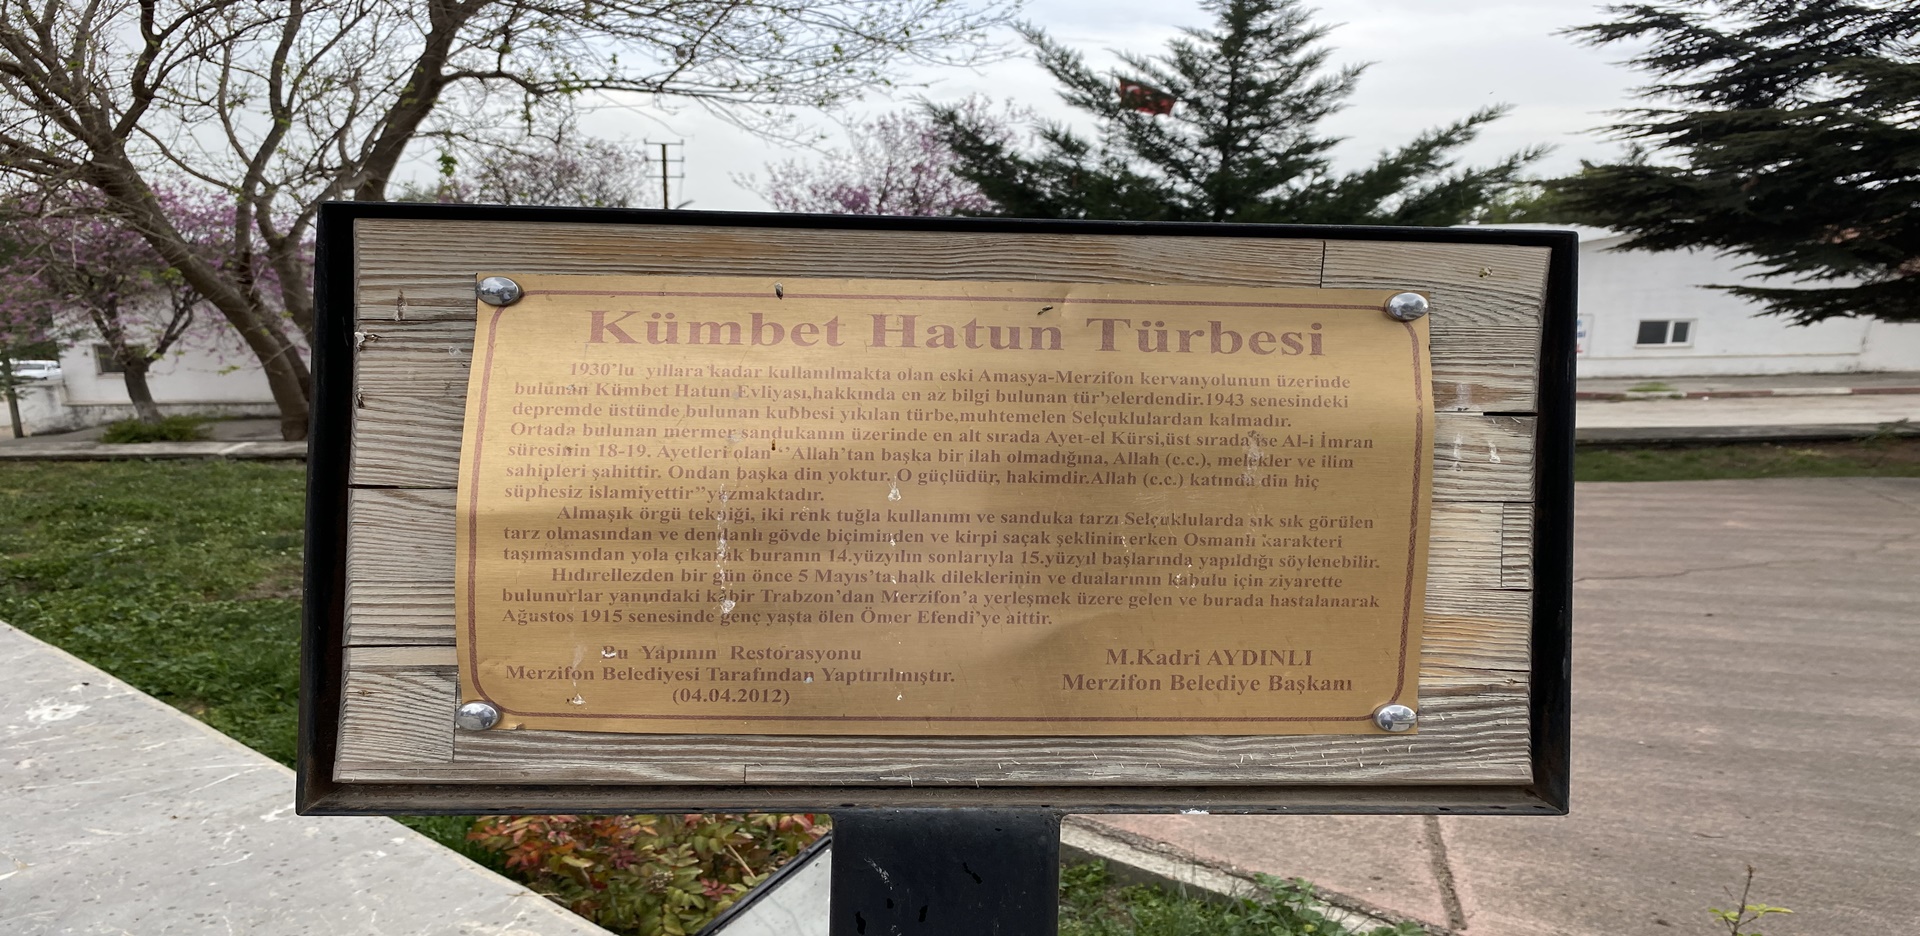 Kümbet Hatun Türbesi
1930'lu yıllara kadar kullanılmakta olan eski Amasya-Merzifon kervanyolunun üzerinde
bulunan Kümbet Hatun Evliyası,hakkında en az bilgi bulunan türbelerdendir.1943 senesindeki
depremde üstünde bulunan kubbesi yıkılan türbe,muhtemelen Selçuklulardan kalmadır.
Ortada bulunan mermer sandukanın üzerinde en alt sırada Ayet-el Kürsi,üst sırada ise Al-i İmran
süresinin 18-19. Ayetleri olan ''Allah'tan başka bir ilah olmadığına, Allah (c.c.), melekler ve ilim
sahipleri şahittir. Ondan başka din yoktur. O güçlüdür, hakimdir.Allah (c.c.) katında din hiç
süphesiz islamiyettir''yazmaktadır.
Almaşık örgü tekniği, iki renk tuğla kullanımı ve sanduka tarzı Selçuklularda sık sık görülen
tarz olmasından ve dendanlı gövde biçiminden ve kirpi saçak şeklinin erken Osmanlı karakteri
taşımasından yola çıkarak buranın 14.yüzyılın sonlarıyla 15.yüzyıl başlarında yapıldığı söylenebilir.
Hıdırellezden bir gün önce 5 Mayıs'ta halk dileklerinin ve dualarının kabulu için ziyarette
bulunurlar yanındaki kabir Trabzon'dan Merzifon'a yerleşmek üzere gelen ve burada hastalanarak
Ağustos 1915 senesinde genç yaşta ölen Ömer Efendi'ye aittir.
Bu Yapının Restorasyonu
Merzifon Belediyesi Tarafından Yaptırılmıştır.
(04.04.2012)
M.Kadri AYDINLI
Merzifon Belediye Başkanı